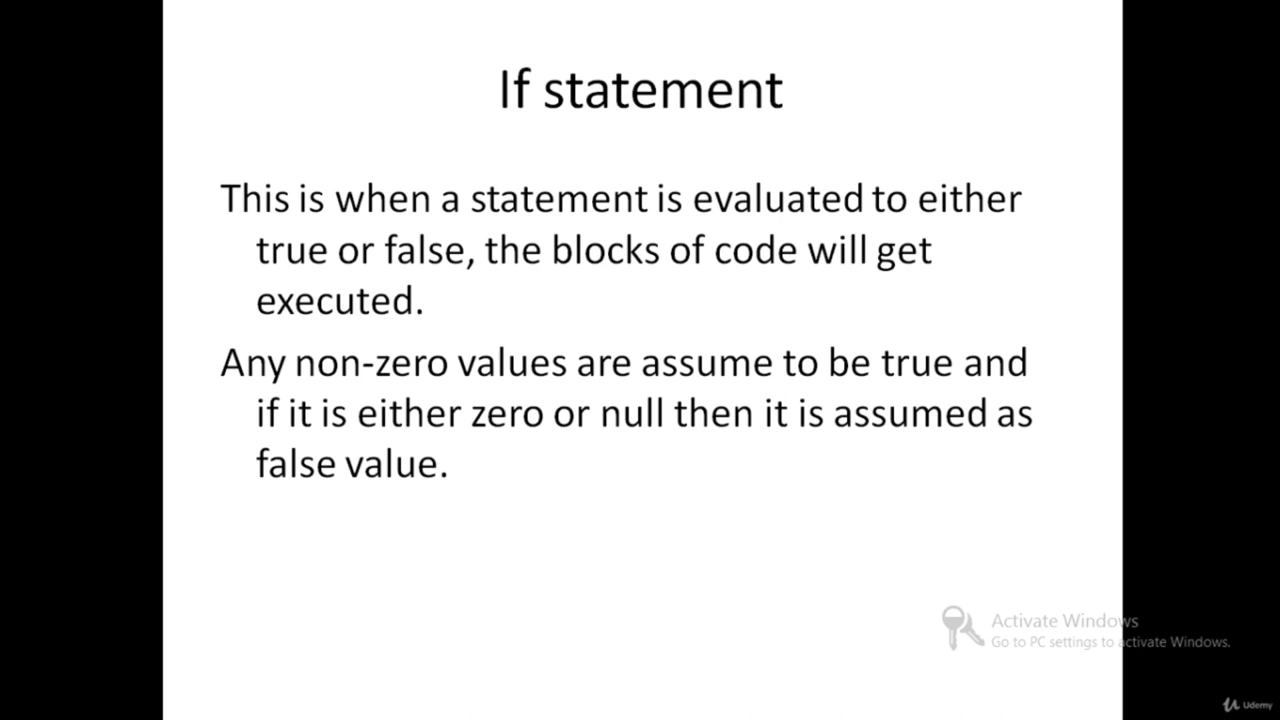 If statement
This is when a statement is evaluated to either
true or false, the blocks of code will get
executed.
Any non-zero values are assume to be true and
if it is either zero or null then it is assumed as
false value.
Activate Windows
Go to PC settings to activate Windows.
Udemy